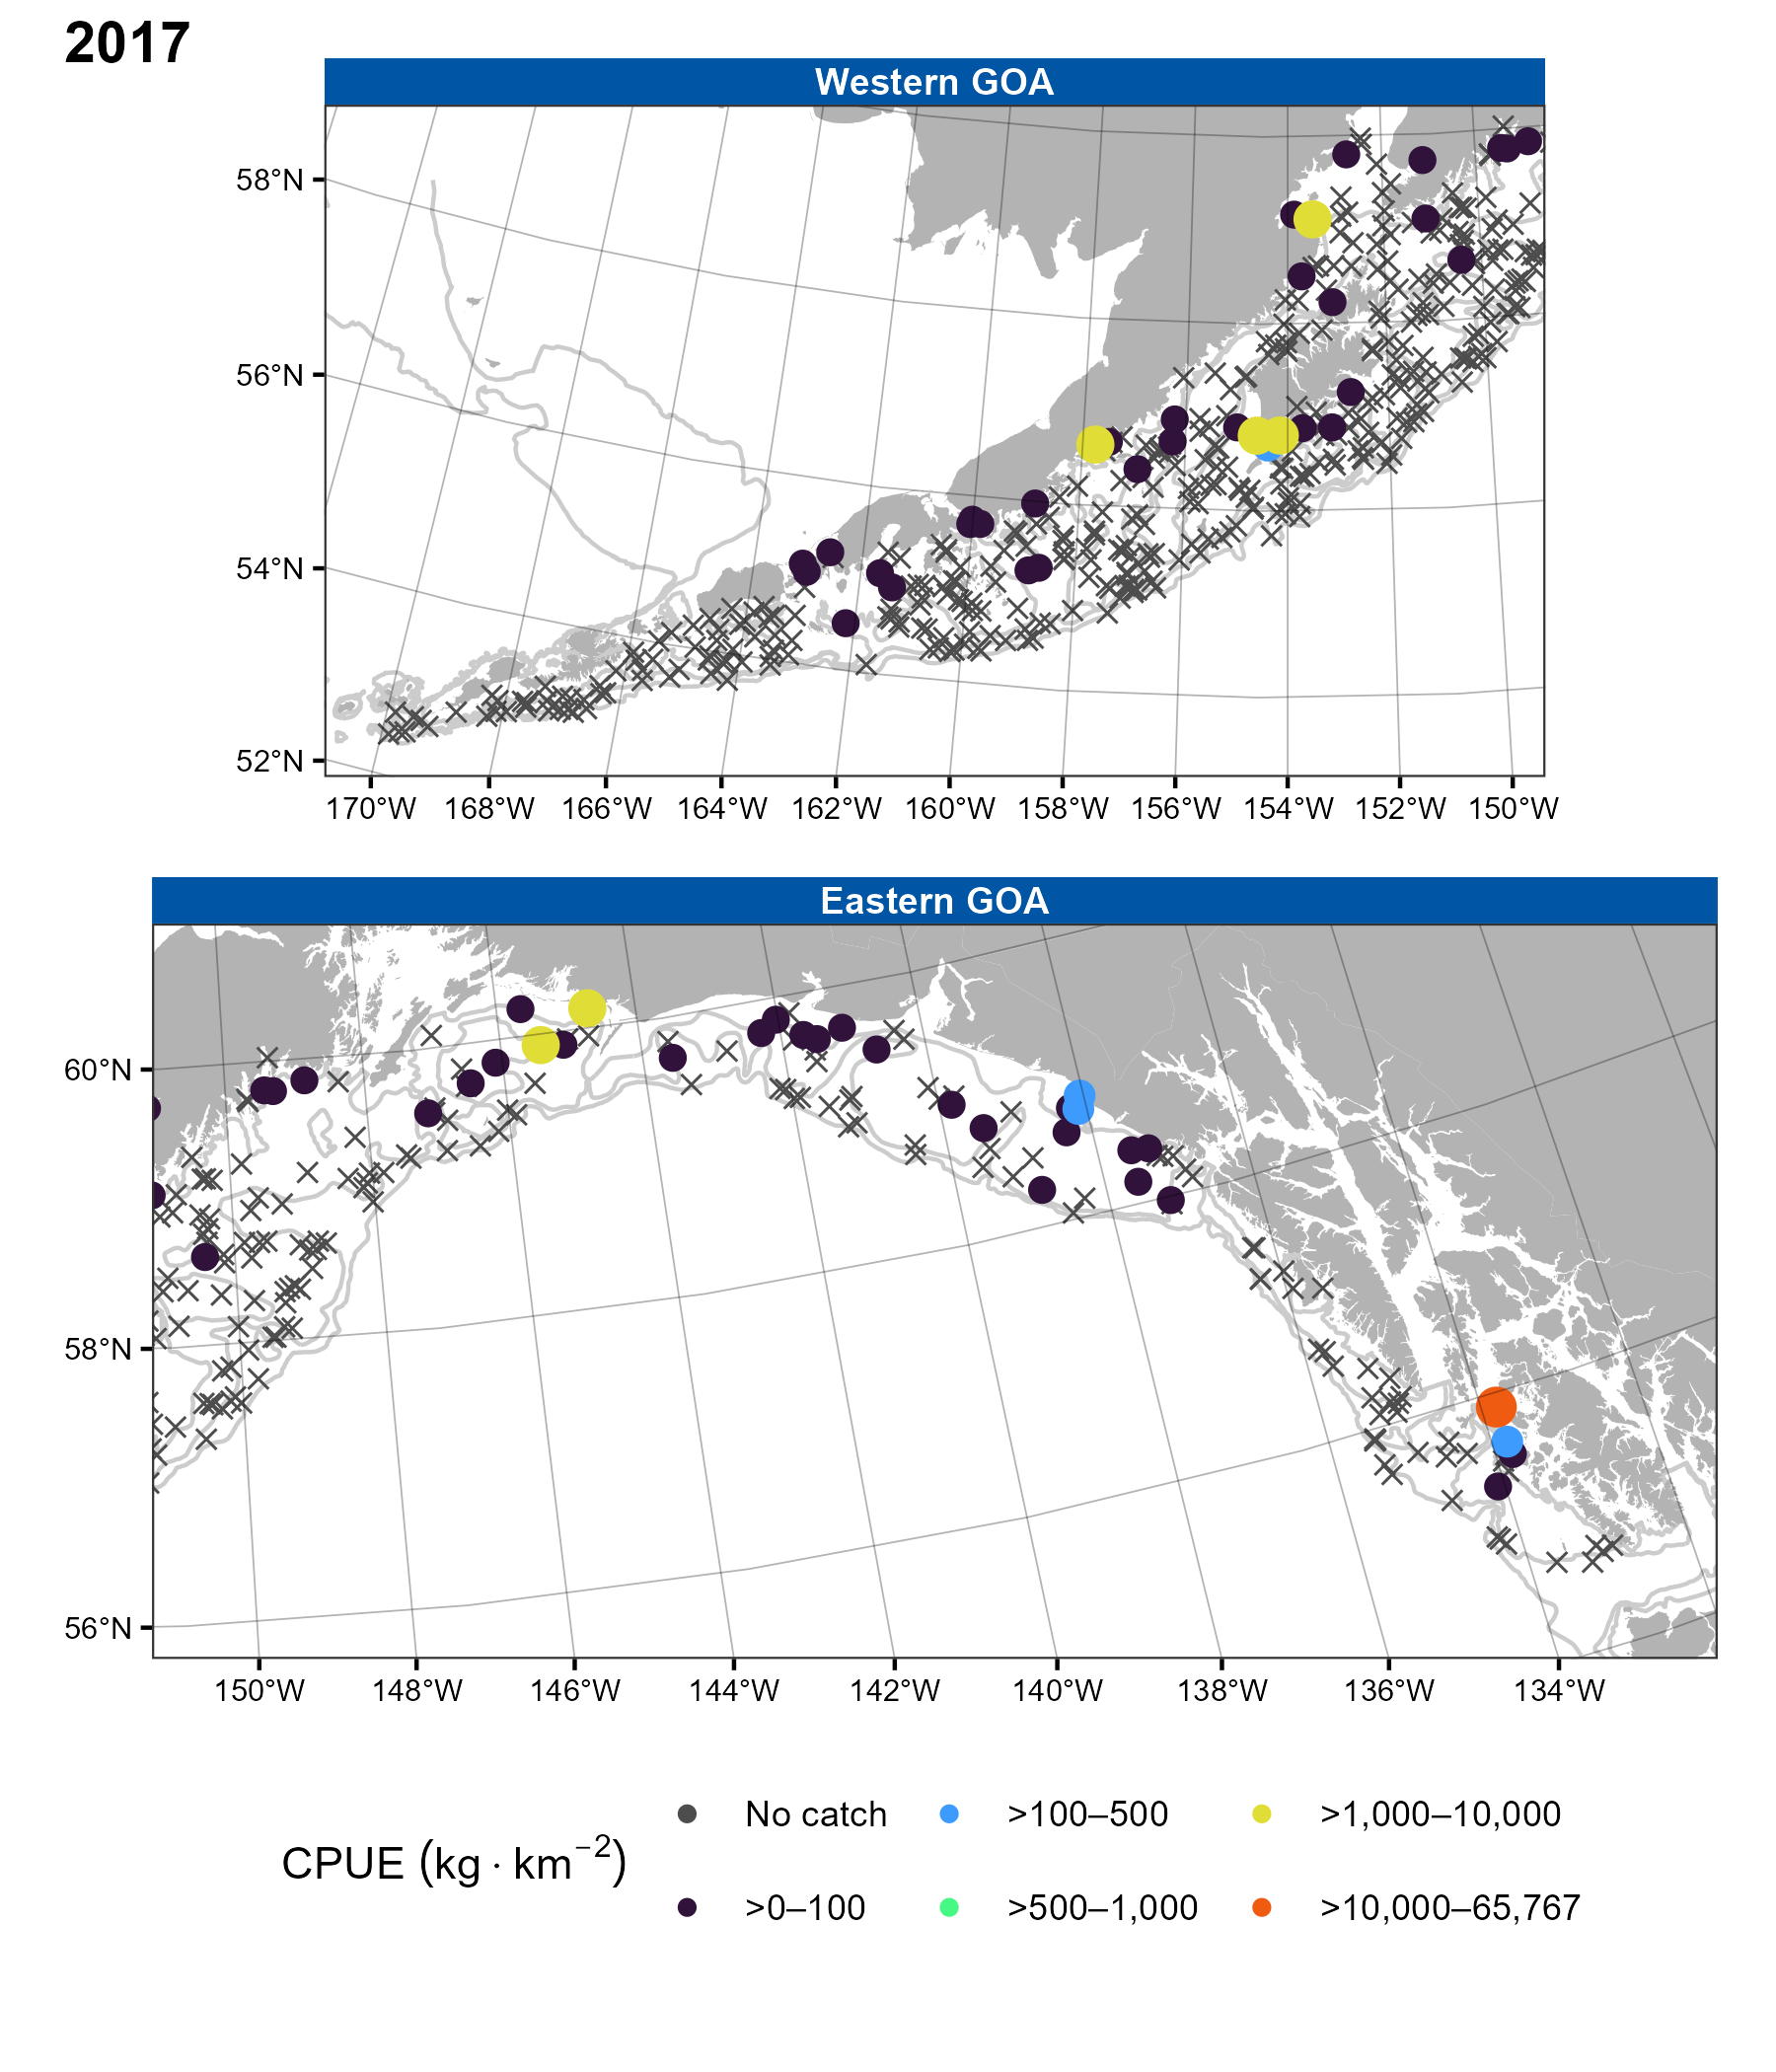 2017
Western GOA
58°N
56°N
54°N
52°N
170°W 168°W 166°W 164°W 162°W 160°W 158°W 156°W 154°W 152°W 150°W
Eastern GOA
60°N
58°N
56°N
150°W 148°W 146°W 144°W 142°W 140°W 138°W 136°W 134°W
CPUE (kg · km⁻²)
No catch >100–500 >1,000–10,000
>0–100 >500–1,000 >10,000–65,767